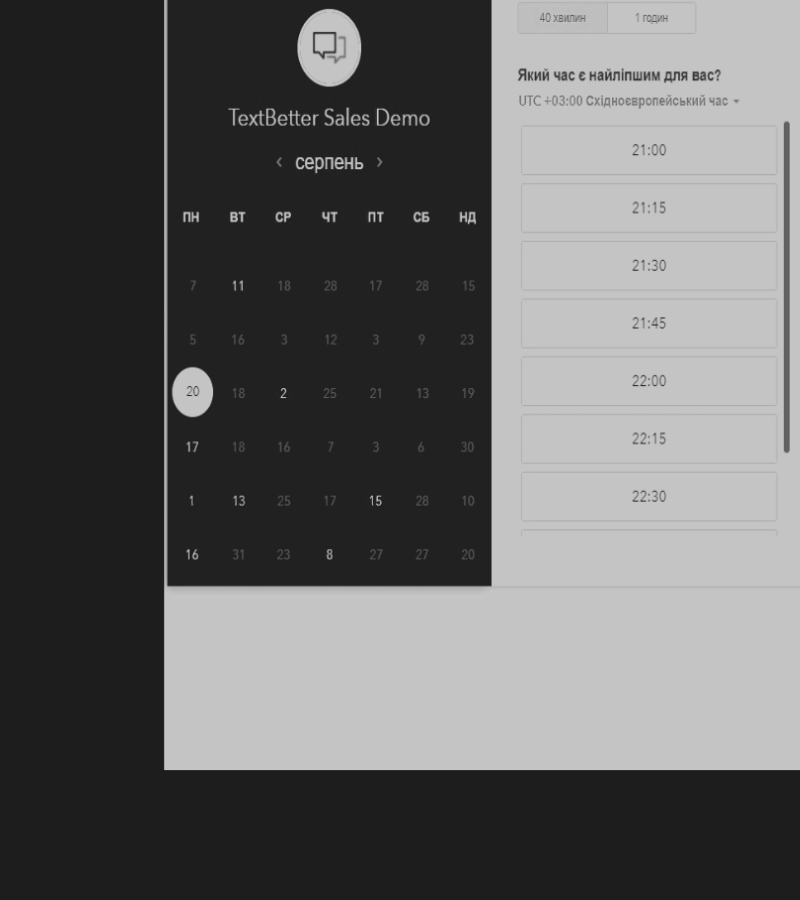 TextBetter Sales Demo
серпень
ПН ВТ СР ЧТ ПТ СБ НД
7 11 18 28 17 28 15
5 16 3 12 3 9 23
20 18 2 25 21 13 19
17 18 16 7 3 6 30
1 13 25 17 15 28 10
16 31 23 8 27 27 20
40 хвилин 1 годин
Який час є найліпшим для вас?
UTC +03:00 Східноєвропейський час
21:00
21:15
21:30
21:45
22:00
22:15
22:30